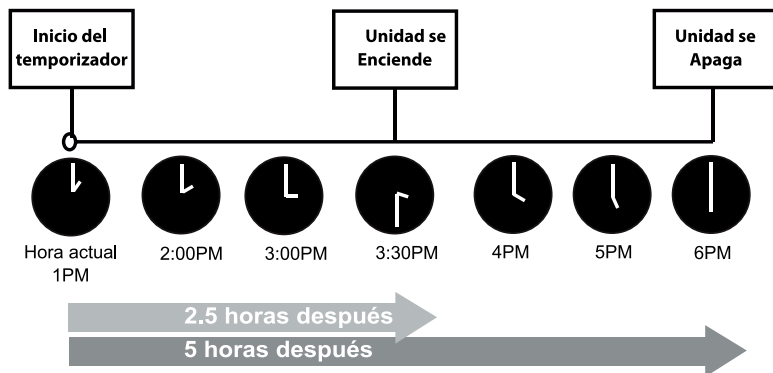 Inicio del
temporizador
Unidad se
Enciende
Unidad se
Apaga
Hora actual
1PM
2:00PM
3:00PM
3:30PM
4PM
5PM
6PM
2.5 horas después
5 horas después